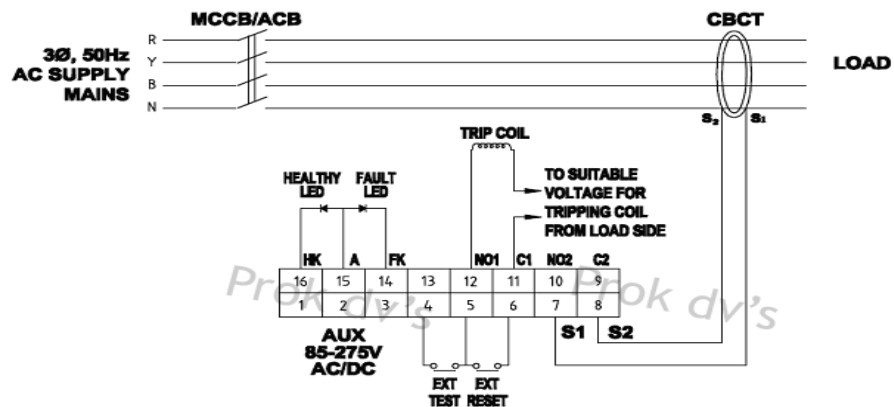 MCCB/ACB
CBCT
3Ø, 50Hz
AC SUPPLY
MAINS
R
Y
B
N
LOAD
S₂ S₁
TRIP COIL
HEALTHY
LED
FAULT
LED
TO SUITABLE
VOLTAGE FOR
TRIPPING COIL
FROM LOAD SIDE
HK A FK NO1 C1 NO2 C2
16 15 14 13 12 11 10 9
1 2 3 4 5 6 7 8
Prok dv's Prok dv's
AUX
85-275V
AC/DC
S1 S2
EXT
TEST
EXT
RESET